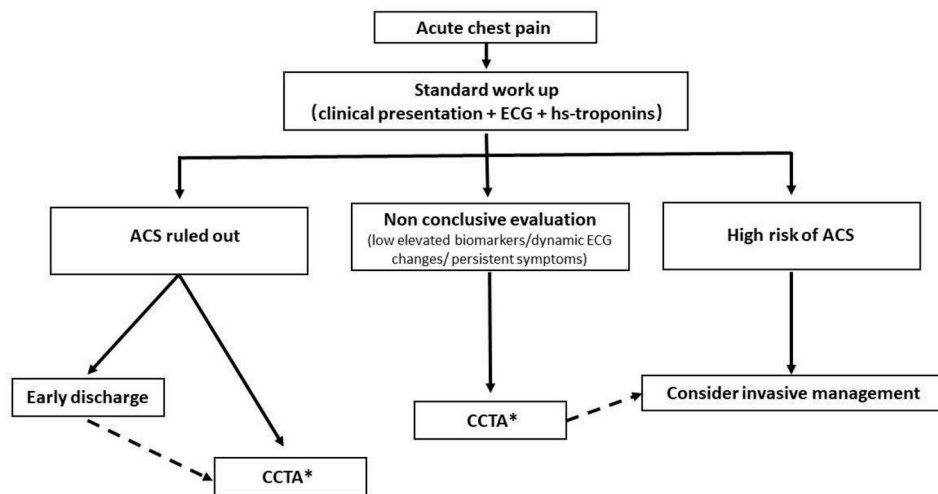 Acute chest pain
Standard work up
(clinical presentation + ECG + hs-troponins)
ACS ruled out
Non conclusive evaluation
(low elevated biomarkers/dynamic ECG
changes/ persistent symptoms)
High risk of ACS
Early discharge
CCTA*
CCTA*
Consider invasive management